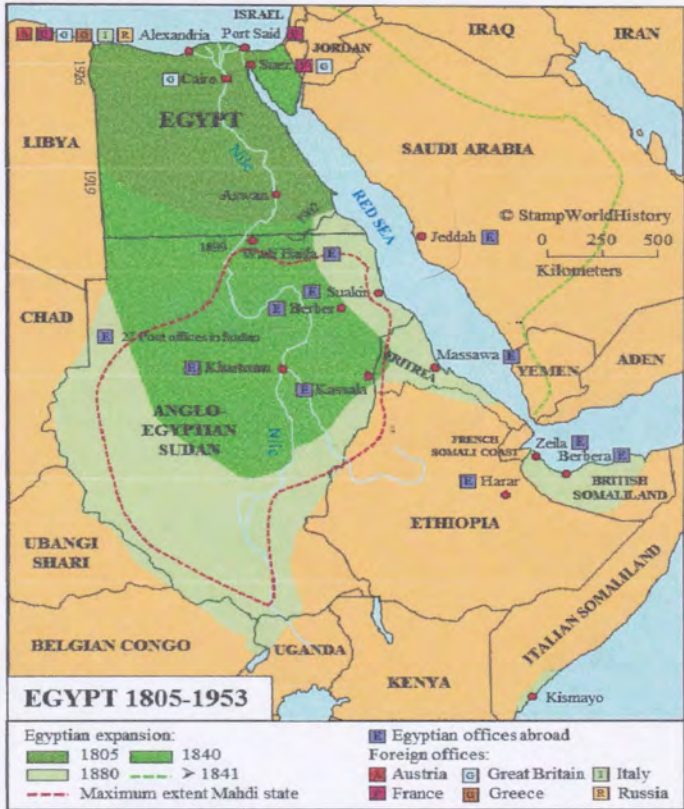 ISRAEL
IRAQ
IRAN
A F G G I R Alexandria
Port Said F
JORDAN
Suez F G
G Cairo
1926
EGYPT
LIBYA
SAUDI ARABIA
Nile
1919
Aswan
RED SEA
1902
© StampWorldHistory
1899
Jeddah E
0 250 500
Kilometers
Wadi Halfa E
CHAD
E Suakin
E Berber
E 27 Post offices in Sudan
Massawa E
YEMEN
ADEN
ERITREA
E Khartoum
E Kassala
ANGLO-
EGYPTIAN
SUDAN
Nile
FRENCH
SOMALI COAST
Zeila E
Berbera E
E Harar
BRITISH
SOMALILAND
ETHIOPIA
UBANGI
SHARI
ITALIAN SOMALILAND
BELGIAN CONGO
UGANDA
KENYA
Kismayo
EGYPT 1805-1953
Egyptian expansion:
1805 1840
1880 > 1841
Maximum extent Mahdi state
E Egyptian offices abroad
Foreign offices:
A Austria G Great Britain I Italy
F France G Greece R Russia